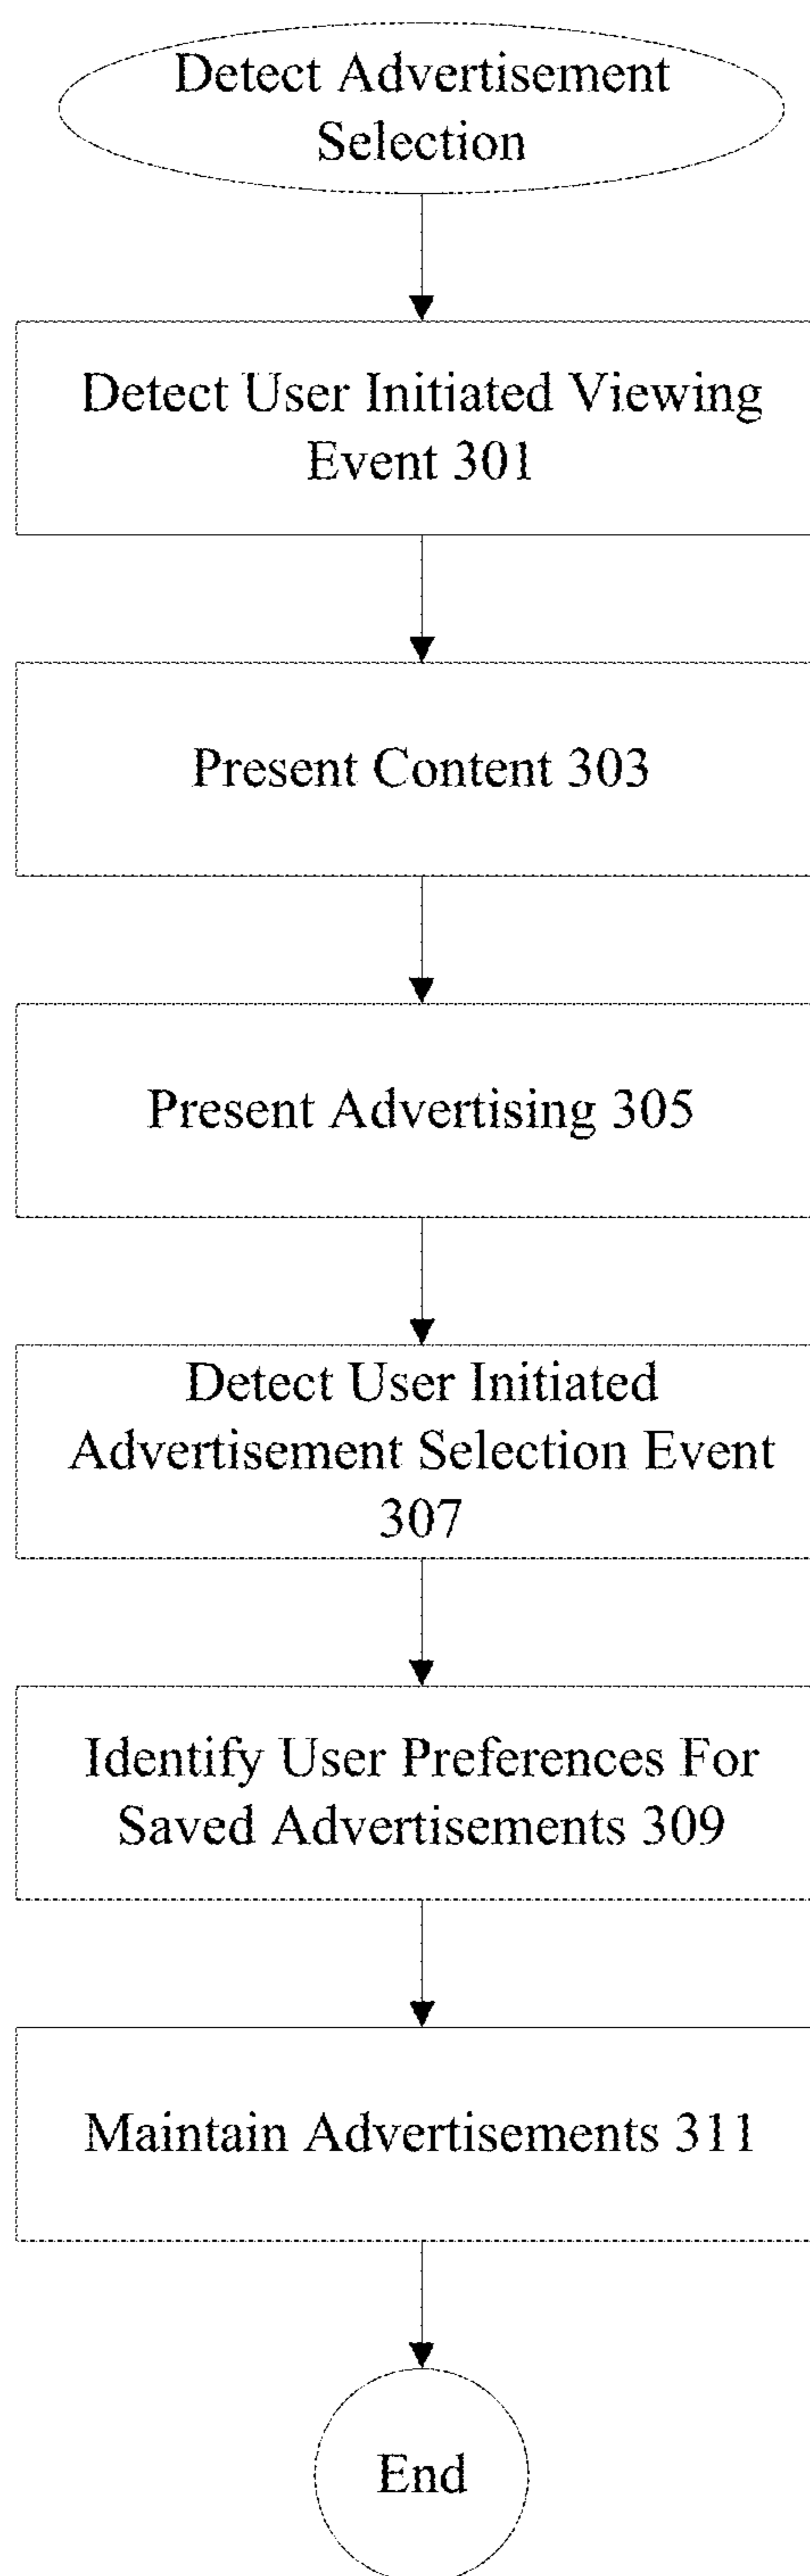 Detect Advertisement
Selection
Detect User Initiated Viewing
Event 301
Present Content 303
Present Advertising 305
Detect User Initiated
Advertisement Selection Event
307
Identify User Preferences For
Saved Advertisements 309
Maintain Advertisements 311
End